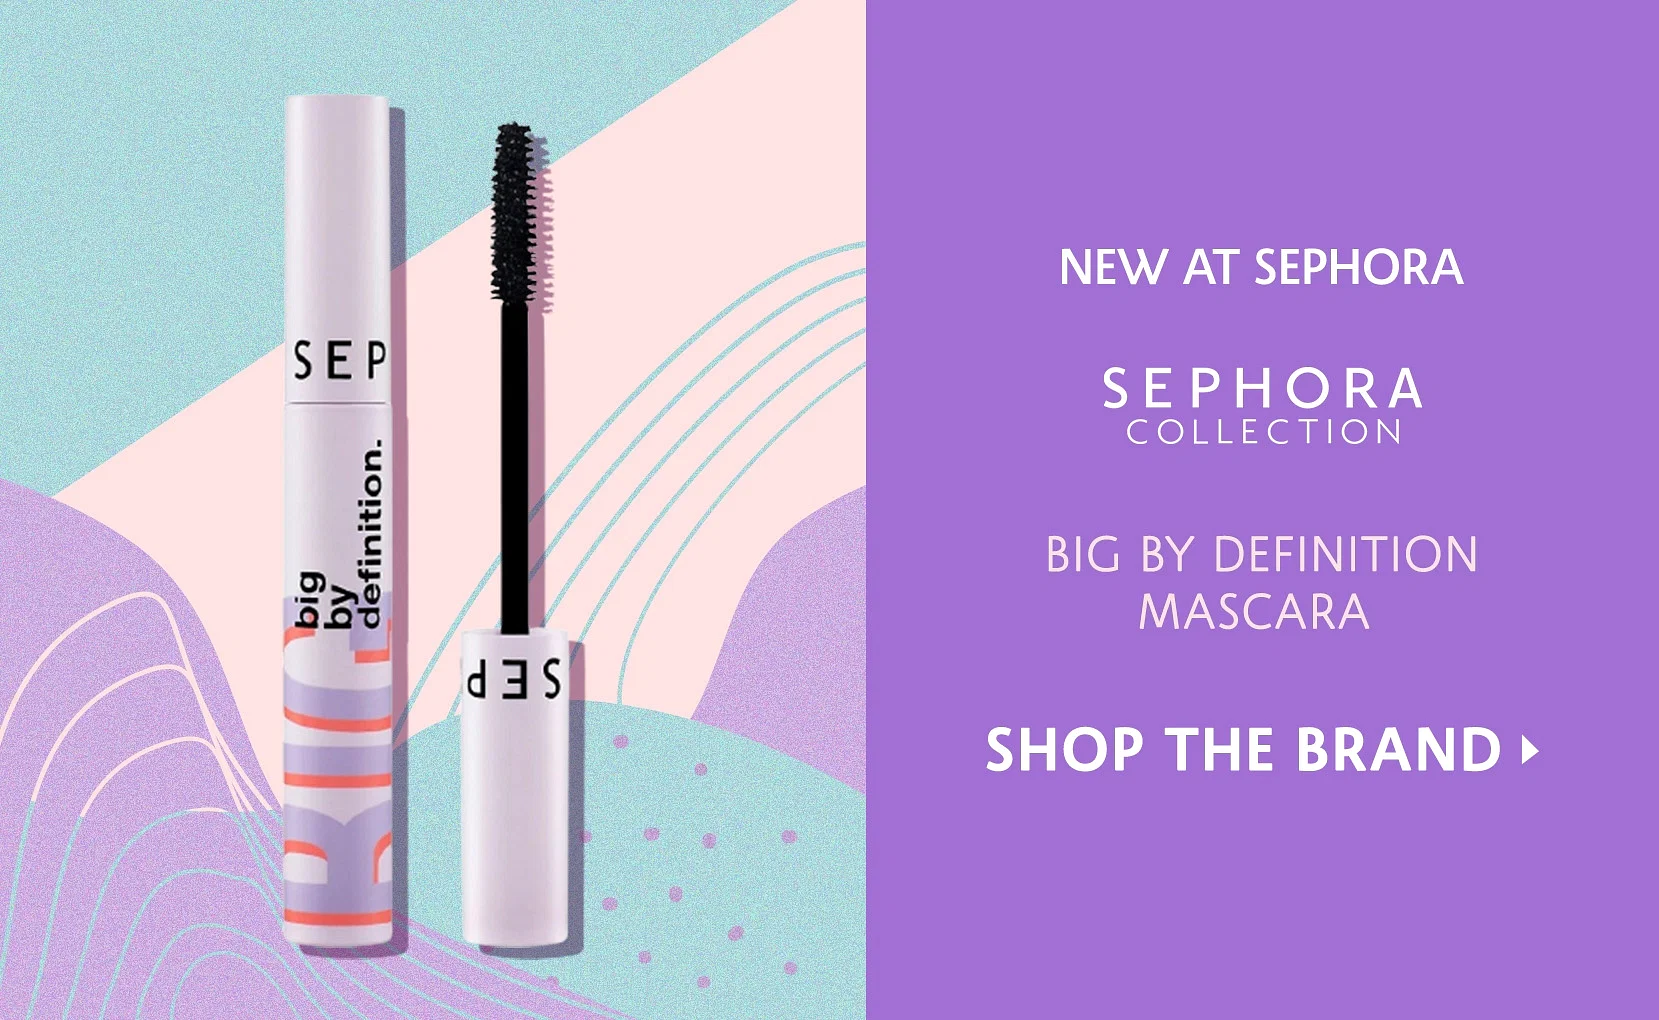 SEP
big
by
definition.
BIG
SEP
NEW AT SEPHORA
SEPHORA
COLLECTION
BIG BY DEFINITION
MASCARA
SHOP THE BRAND